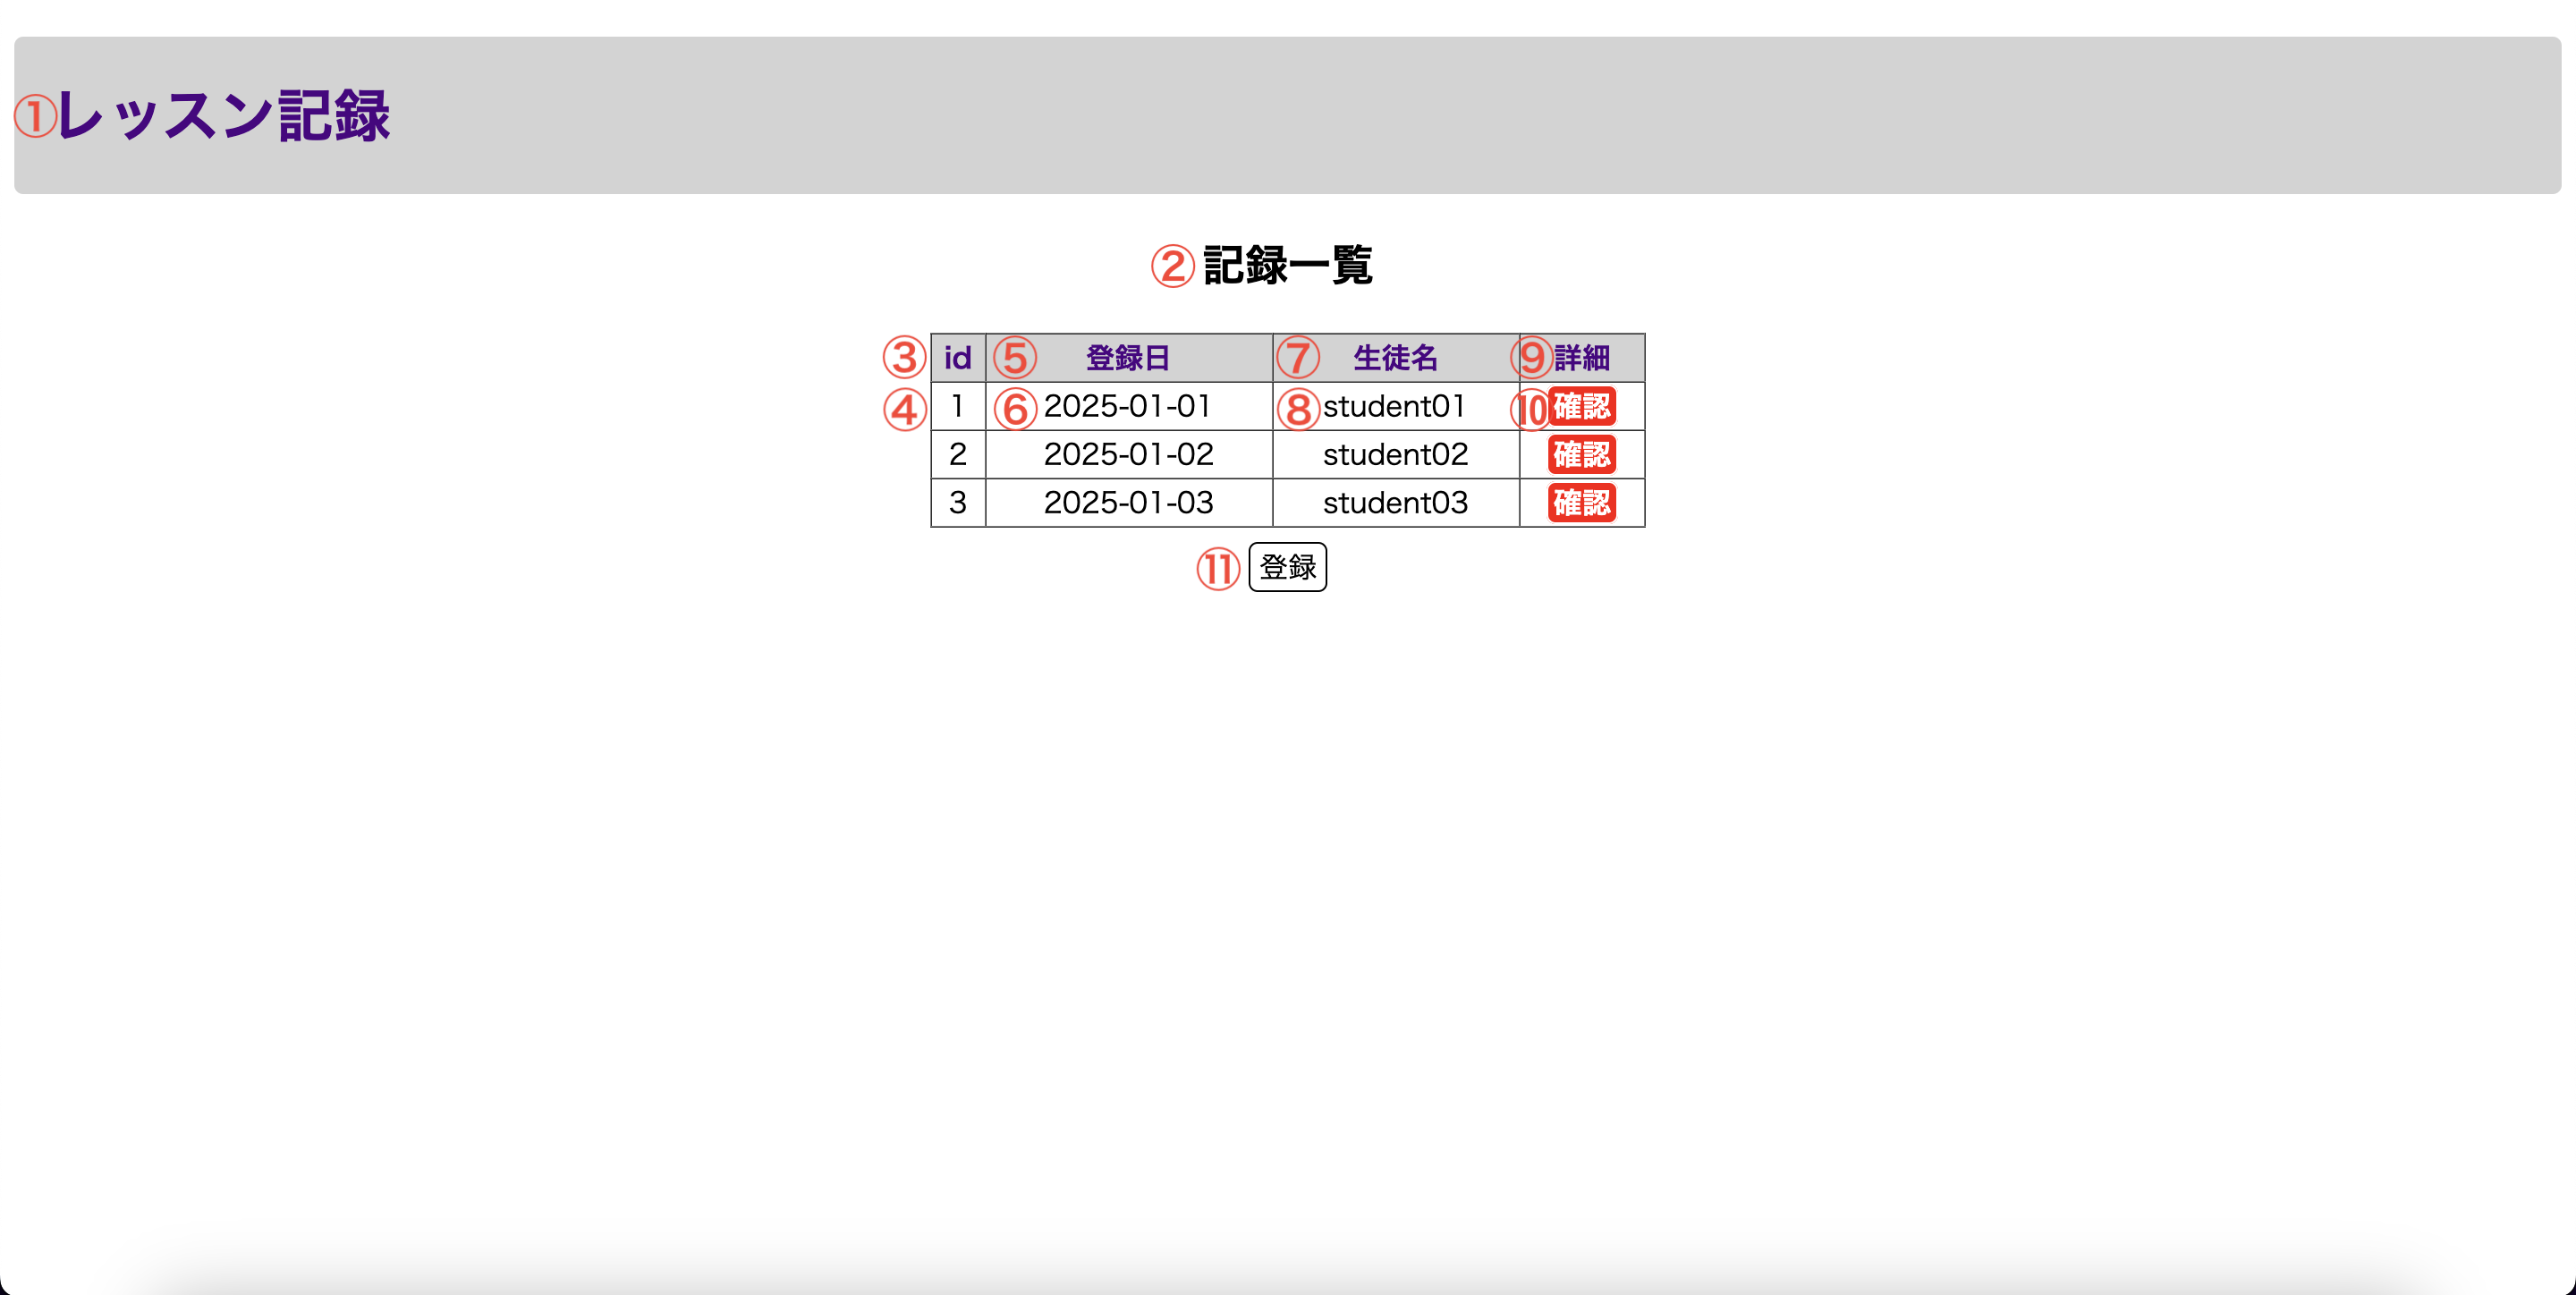 ①レッスン記録
②記録一覧
③ id ⑤ 登録日 ⑦ 生徒名 ⑨詳細
④ 1 ⑥ 2025-01-01 ⑧student01 ⑩確認
2 2025-01-02 student02 確認
3 2025-01-03 student03 確認
⑪ 登録